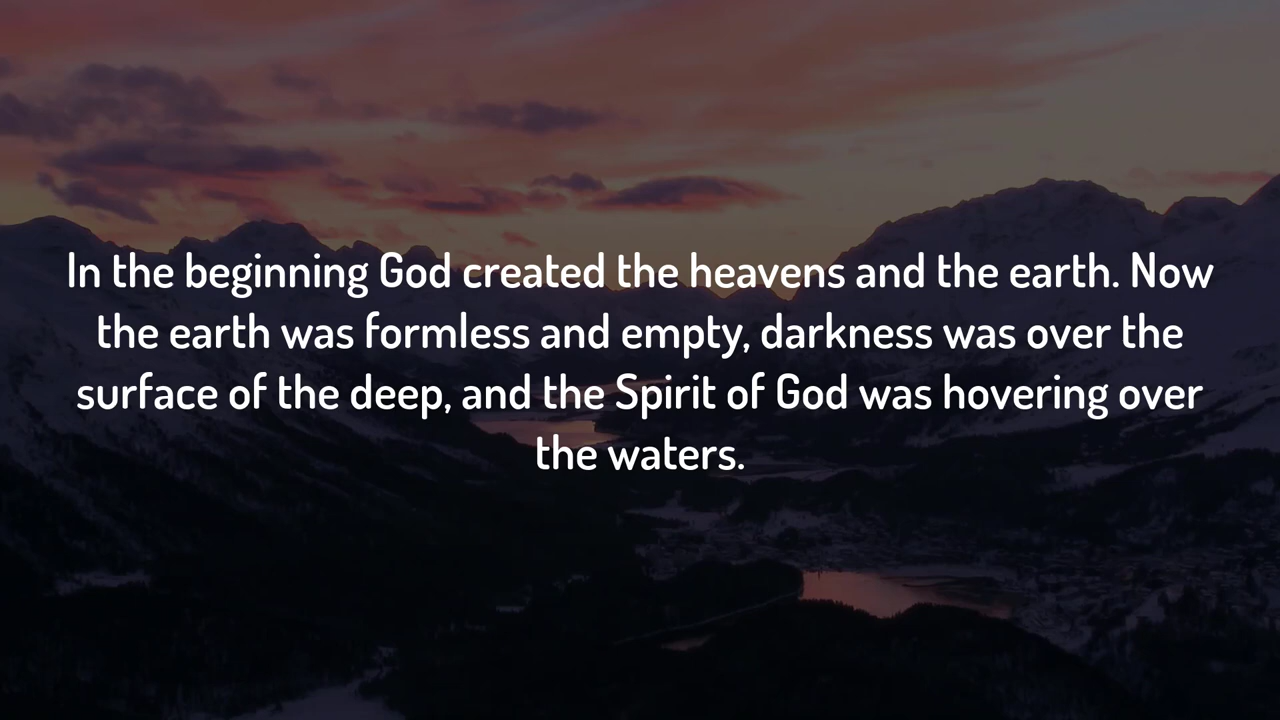 In the beginning God created the heavens and the earth. Now
the earth was formless and empty, darkness was over the
surface of the deep, and the Spirit of God was hovering over
the waters.